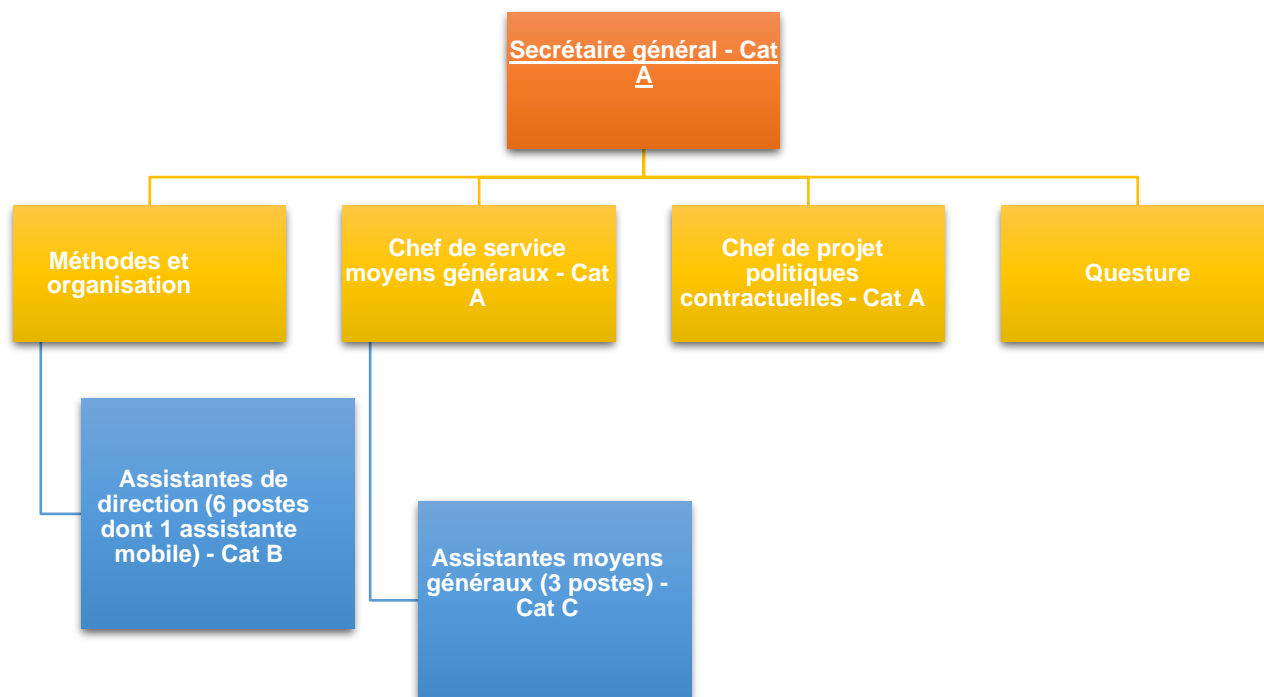 Secrétaire général - Cat
A
Méthodes et
organisation
Chef de service
moyens généraux - Cat
A
Chef de projet
politiques
contractuelles - Cat A
Questure
Assistantes de
direction (6 postes
dont 1 assistante
mobile) - Cat B
Assistantes moyens
généraux (3 postes) -
Cat C